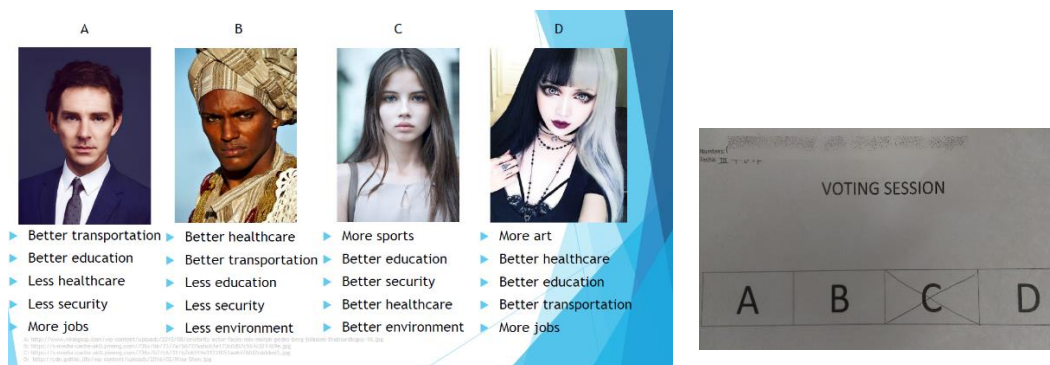 A B C D
Better transportation
Better education
Less healthcare
Less security
More jobs
Better healthcare
Better transportation
Less education
Less security
Less environment
More sports
Better education
Better security
Better healthcare
Better environment
More art
Better healthcare
Better education
Better transportation
More jobs
VOTING SESSION
A B C D